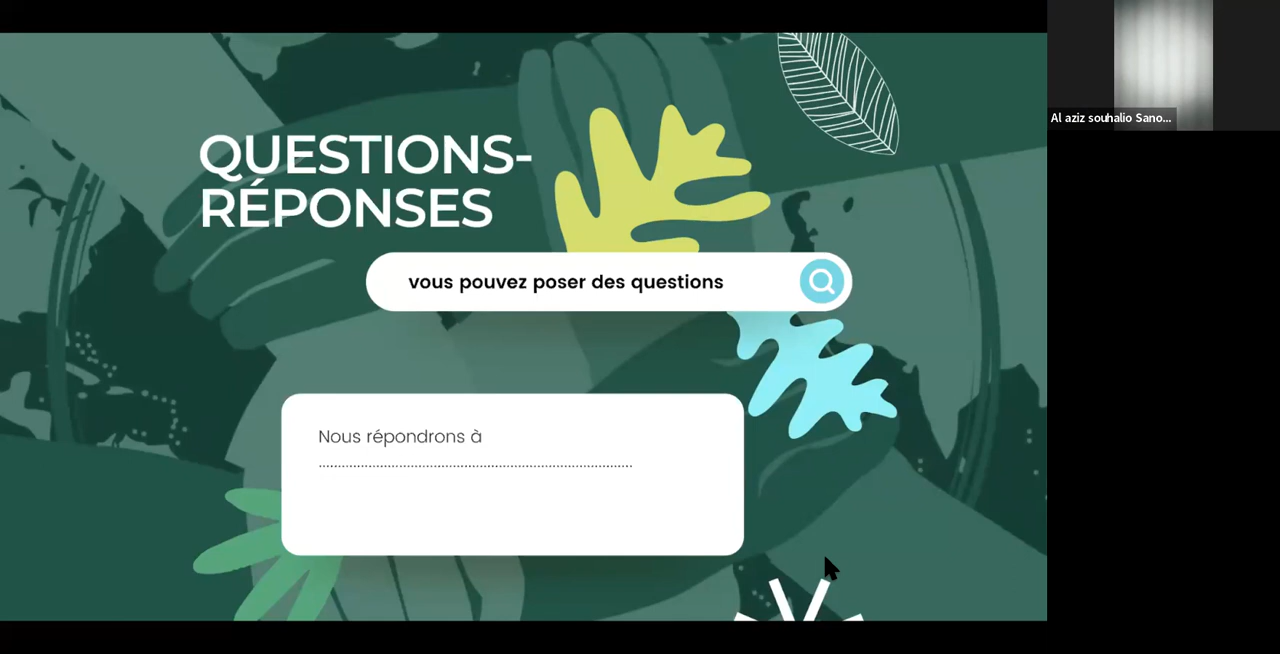 QUESTIONS-
RÉPONSES
vous pouvez poser des questions
Nous répondrons à
................................................................................
Al aziz souhalio Sano...